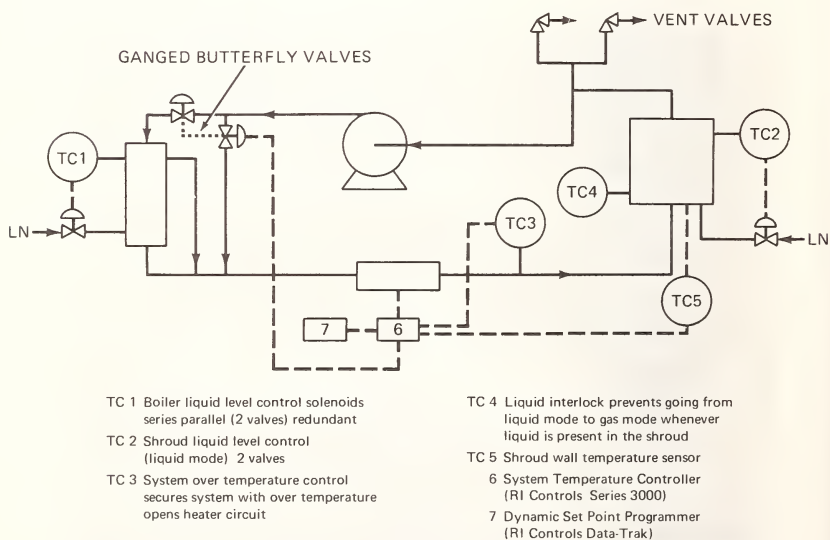 VENT VALVES
GANGED BUTTERFLY VALVES
TC1
TC2
TC4
LN
TC3
LN
TC5
7
6
TC 1 Boiler liquid level control solenoids
series parallel (2 valves) redundant
TC 2 Shroud liquid level control
(liquid mode) 2 valves
TC 3 System over temperature control
secures system with over temperature
opens heater circuit
TC 4 Liquid interlock prevents going from
liquid mode to gas mode whenever
liquid is present in the shroud
TC 5 Shroud wall temperature sensor
6 System Temperature Controller
(RI Controls Series 3000)
7 Dynamic Set Point Programmer
(RI Controls Data-Trak)